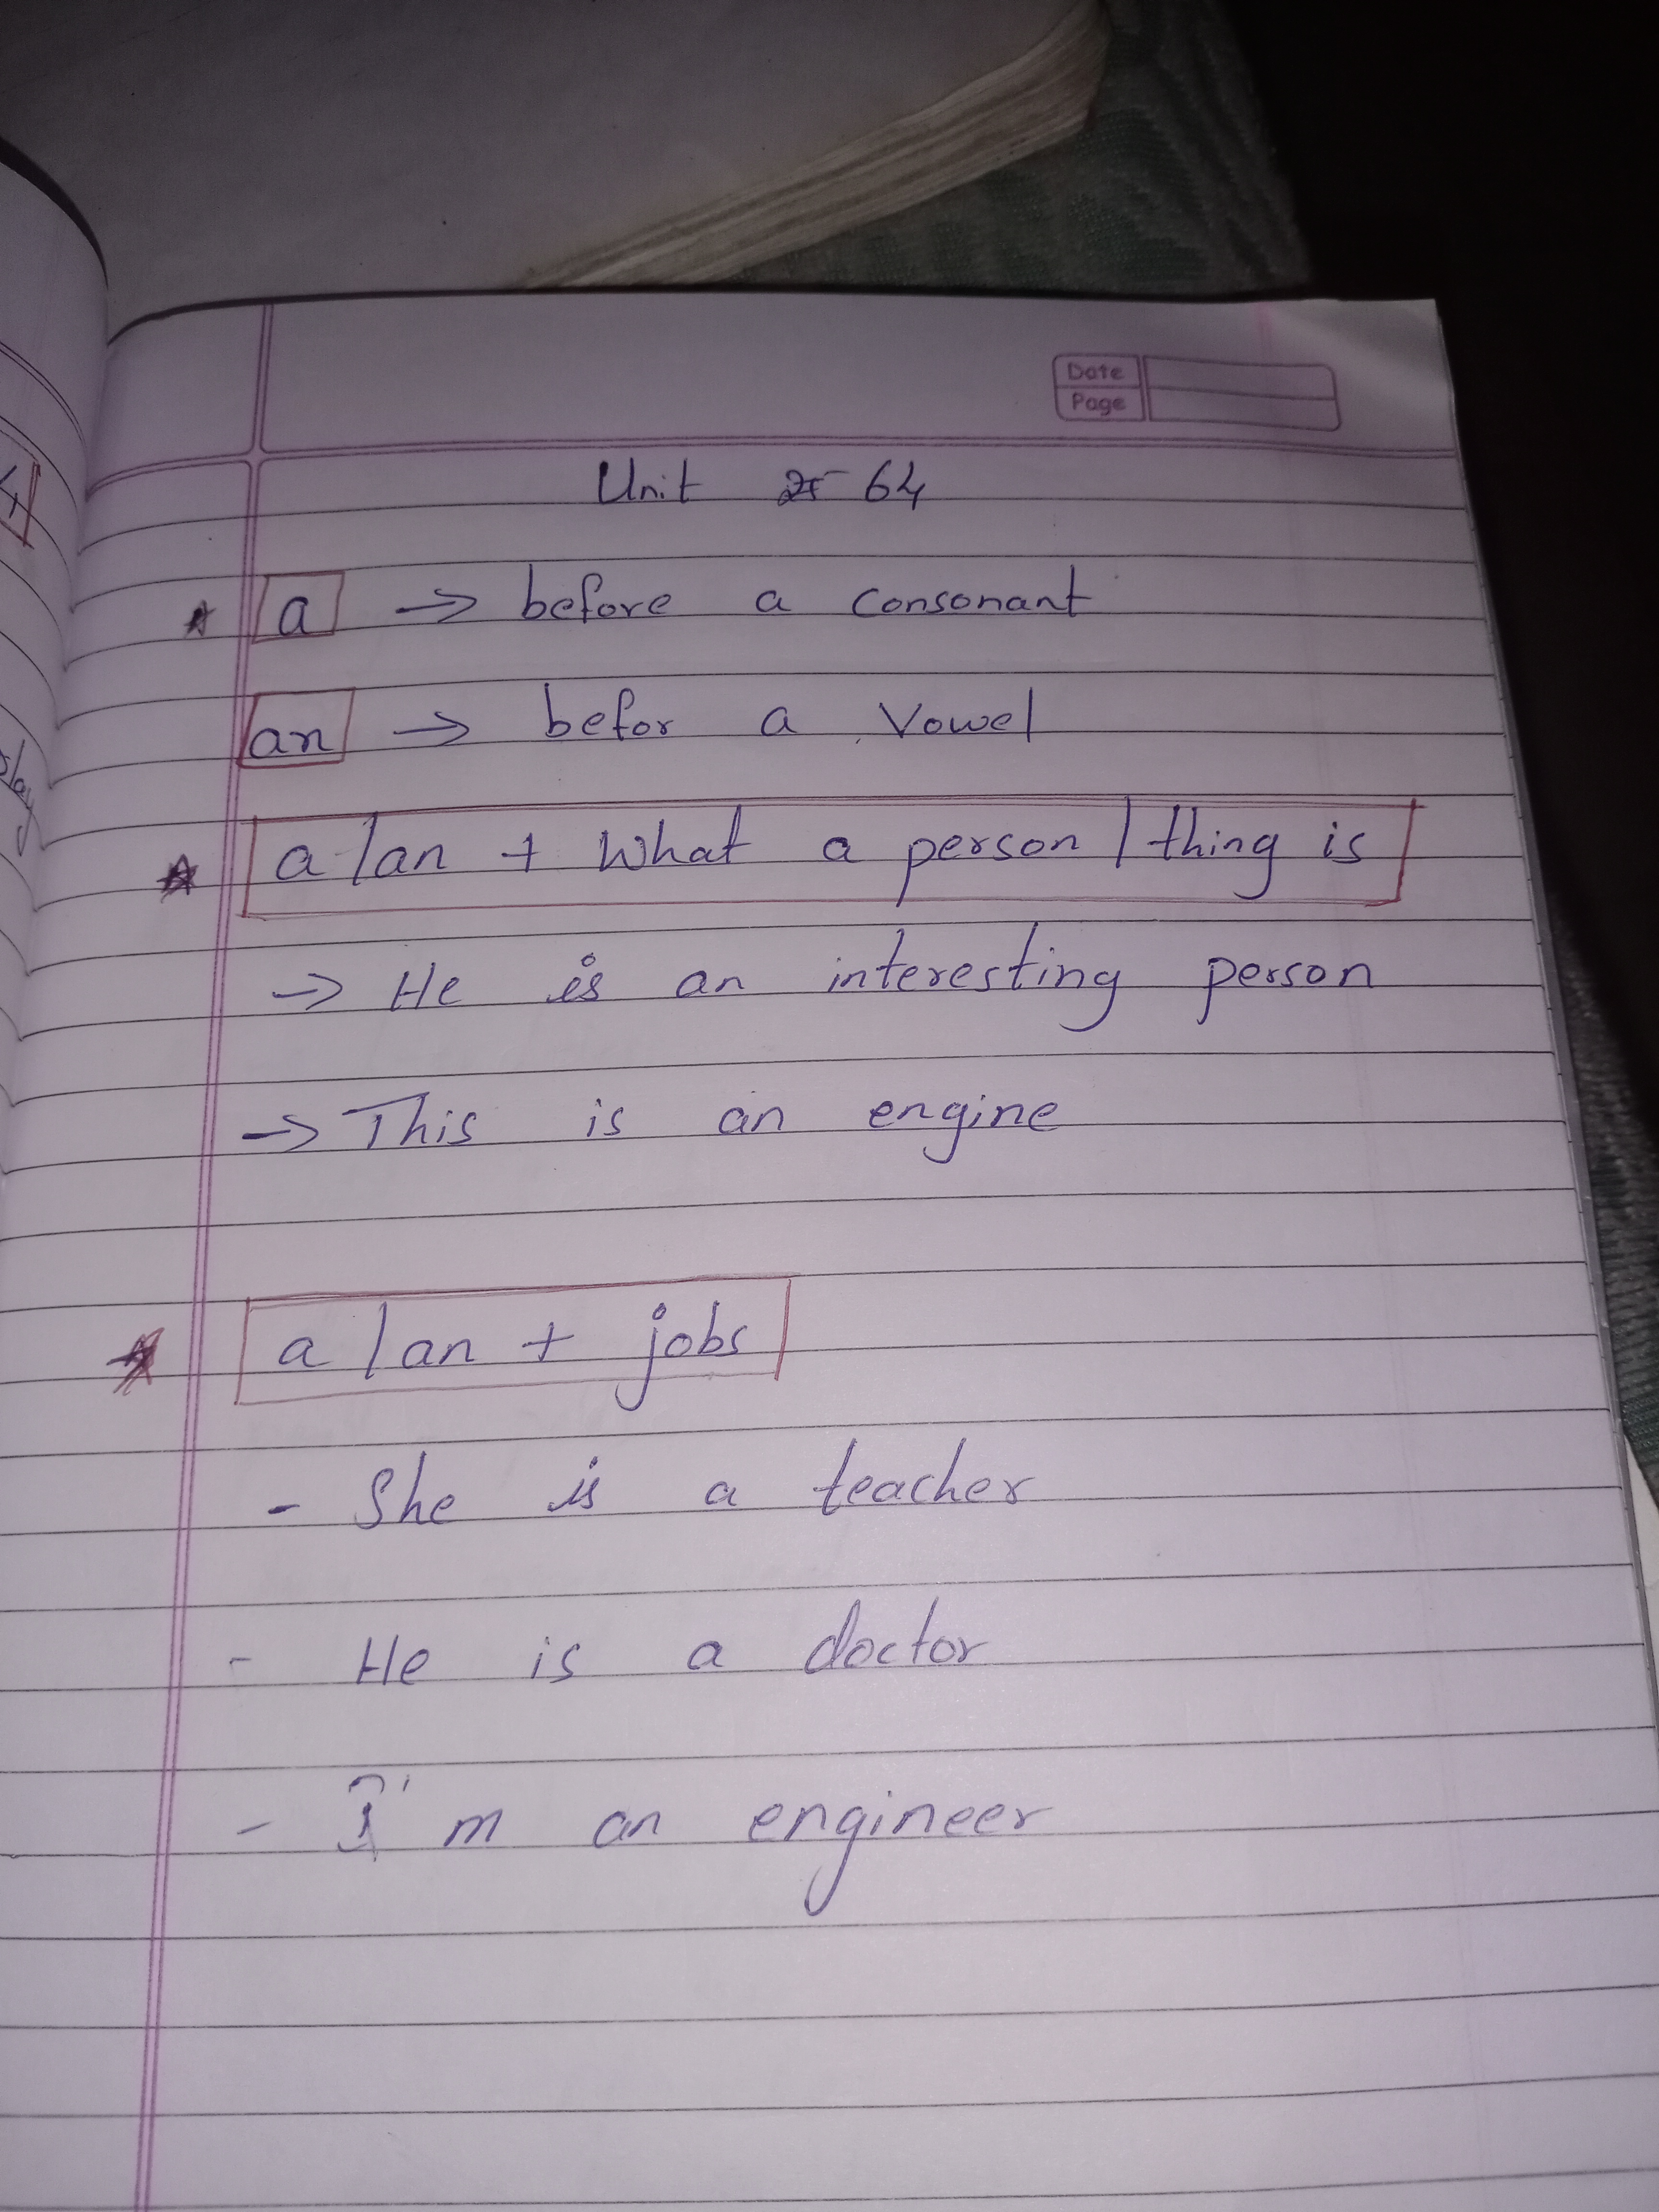 Date
Page
Unit 64
a → before a consonant
an → befor a vowel
a / an + What a person / thing is
→ He is an interesting person
→ This is an engine
a / an + jobs
- She is a teacher
- He is a doctor
- I'm an engineer